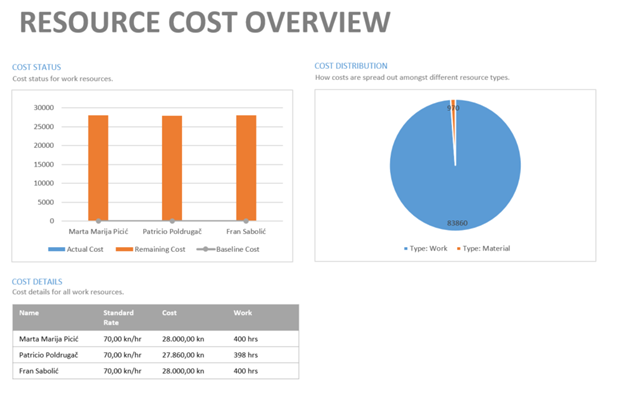 RESOURCE COST OVERVIEW
COST STATUS
Cost status for work resources.
30000
25000
20000
15000
10000
5000
0
Marta Marija Picić Patricio Poldrugač Fran Sabolić
Actual Cost Remaining Cost Baseline Cost
COST DISTRIBUTION
How costs are spread out amongst different resource types.
970
83860
Type: Work Type: Material
COST DETAILS
Cost details for all work resources.
Name Standard Rate Cost Work
Marta Marija Picić 70,00 kn/hr 28.000,00 kn 400 hrs
Patricio Poldrugač 70,00 kn/hr 27.860,00 kn 398 hrs
Fran Sabolić 70,00 kn/hr 28.000,00 kn 400 hrs